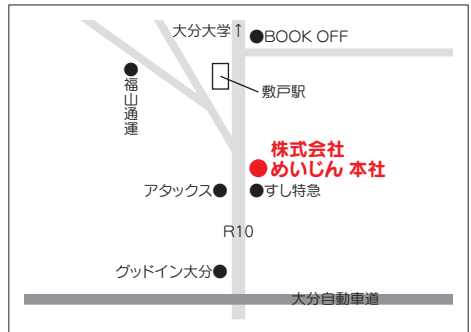 大分大学↑
●BOOK OFF
敷戸駅
●福山通運
株式会社
●めいじん 本社
アタックス●
●すし特急
R10
グッドイン大分●
大分自動車道